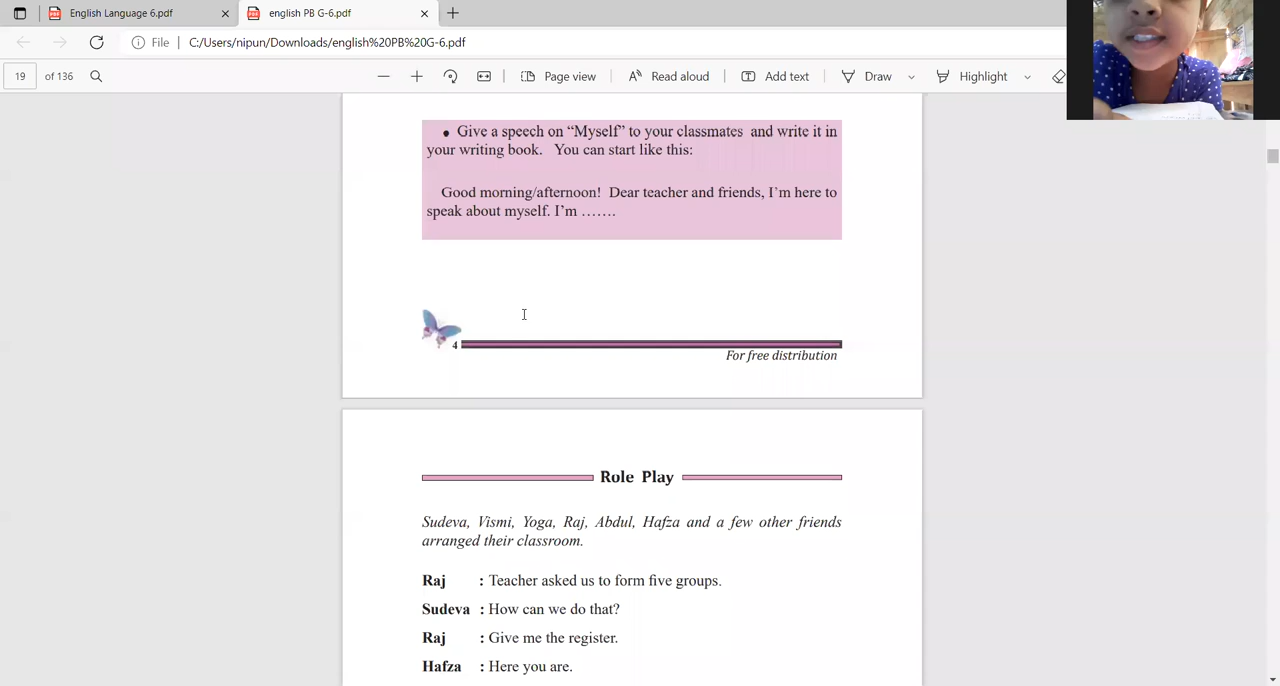 English Language 6.pdf
english PB G-6.pdf
File
C:/Users/nipun/Downloads/english%20PB%20G-6.pdf
19 of 136
Page view
Read aloud
Add text
Draw
Highlight
• Give a speech on “Myself” to your classmates and write it in
your writing book. You can start like this:
Good morning/afternoon! Dear teacher and friends, I’m here to
speak about myself. I’m …….
4
For free distribution
Role Play
Sudeva, Vismi, Yoga, Raj, Abdul, Hafza and a few other friends
arranged their classroom.
Raj : Teacher asked us to form five groups.
Sudeva : How can we do that?
Raj : Give me the register.
Hafza : Here you are.